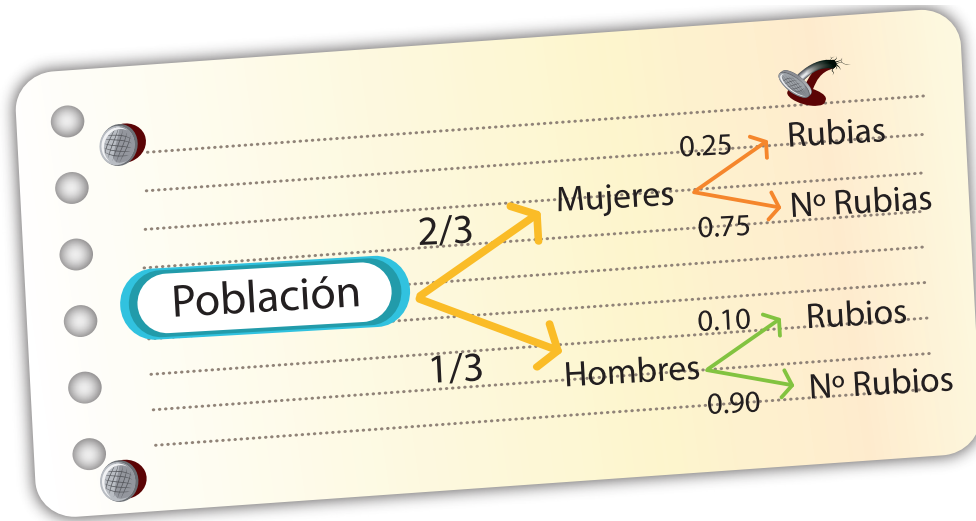 0.25
Rubias
Mujeres
Nº Rubias
2/3
0.75
Población
0.10
Rubios
1/3
Hombres
Nº Rubios
0.90